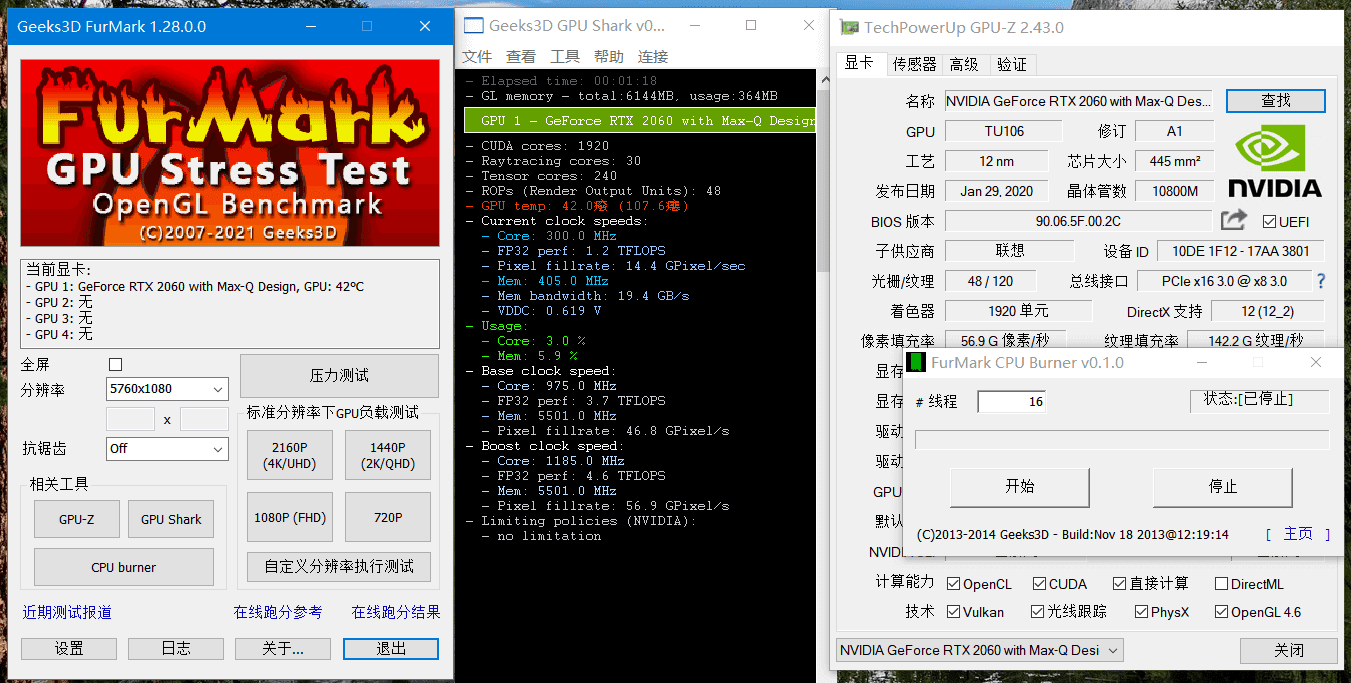 Geeks3D FurMark 1.28.0.0
FurMark
GPU Stress Test
OpenGL Benchmark
(C)2007-2021 Geeks3D
当前显卡:
- GPU 1: GeForce RTX 2060 with Max-Q Design, GPU: 42ºC
- GPU 2: 无
- GPU 3: 无
- GPU 4: 无
全屏
分辨率
5760x1080
x
抗锯齿
Off
压力测试
标准分辨率下GPU负载测试
2160P
(4K/UHD)
1440P
(2K/QHD)
1080P (FHD)
720P
自定义分辨率执行测试
相关工具
GPU-Z
GPU Shark
CPU burner
近期测试报道
在线跑分参考
在线跑分结果
设置
日志
关于...
退出
Geeks3D GPU Shark v0...
文件 查看 工具 帮助 连接
- Elapsed time: 00:01:18
- GL memory - total:6144MB, usage:364MB
GPU 1 - GeForce RTX 2060 with Max-Q Design
- CUDA cores: 1920
- Raytracing cores: 30
- Tensor cores: 240
- ROPs (Render Output Units): 48
- GPU temp: 42.0癈 (107.6癋)
- Current clock speeds:
- Core: 300.0 MHz
- FP32 perf: 1.2 TFLOPS
- Pixel fillrate: 14.4 GPixel/sec
- Mem: 405.0 MHz
- Mem bandwidth: 19.4 GB/s
- VDDC: 0.619 V
- Usage:
- Core: 3.0 %
- Mem: 5.9 %
- Base clock speed:
- Core: 975.0 MHz
- FP32 perf: 3.7 TFLOPS
- Mem: 5501.0 MHz
- Pixel fillrate: 46.8 GPixel/s
- Boost clock speed:
- Core: 1185.0 MHz
- FP32 perf: 4.6 TFLOPS
- Mem: 5501.0 MHz
- Pixel fillrate: 56.9 GPixel/s
- Limiting policies (NVIDIA):
- no limitation
TechPowerUp GPU-Z 2.43.0
显卡 传感器 高级 验证
名称 NVIDIA GeForce RTX 2060 with Max-Q Des... 查找
GPU TU106 修订 A1
工艺 12 nm 芯片大小 445 mm²
发布日期 Jan 29, 2020 晶体管数 10800M
NVIDIA
BIOS 版本 90.06.5F.00.2C UEFI
子供应商 联想 设备 ID 10DE 1F12 - 17AA 3801
光栅/纹理 48 / 120 总线接口 PCIe x16 3.0 @ x8 3.0 ?
着色器 1920 单元 DirectX 支持 12 (12_2)
像素填充率 56.9 G 像素/秒 纹理填充率 142.2 G 纹理/秒
显存
显存
驱动
驱动
GPU
默认
NVIDIA
计算能力 OpenCL CUDA 直接计算 DirectML
技术 Vulkan 光线跟踪 PhysX OpenGL 4.6
NVIDIA GeForce RTX 2060 with Max-Q Desi 关闭
FurMark CPU Burner v0.1.0
# 线程 16 状态:[已停止]
开始 停止
(C)2013-2014 Geeks3D - Build:Nov 18 2013@12:19:14 [ 主页 ]